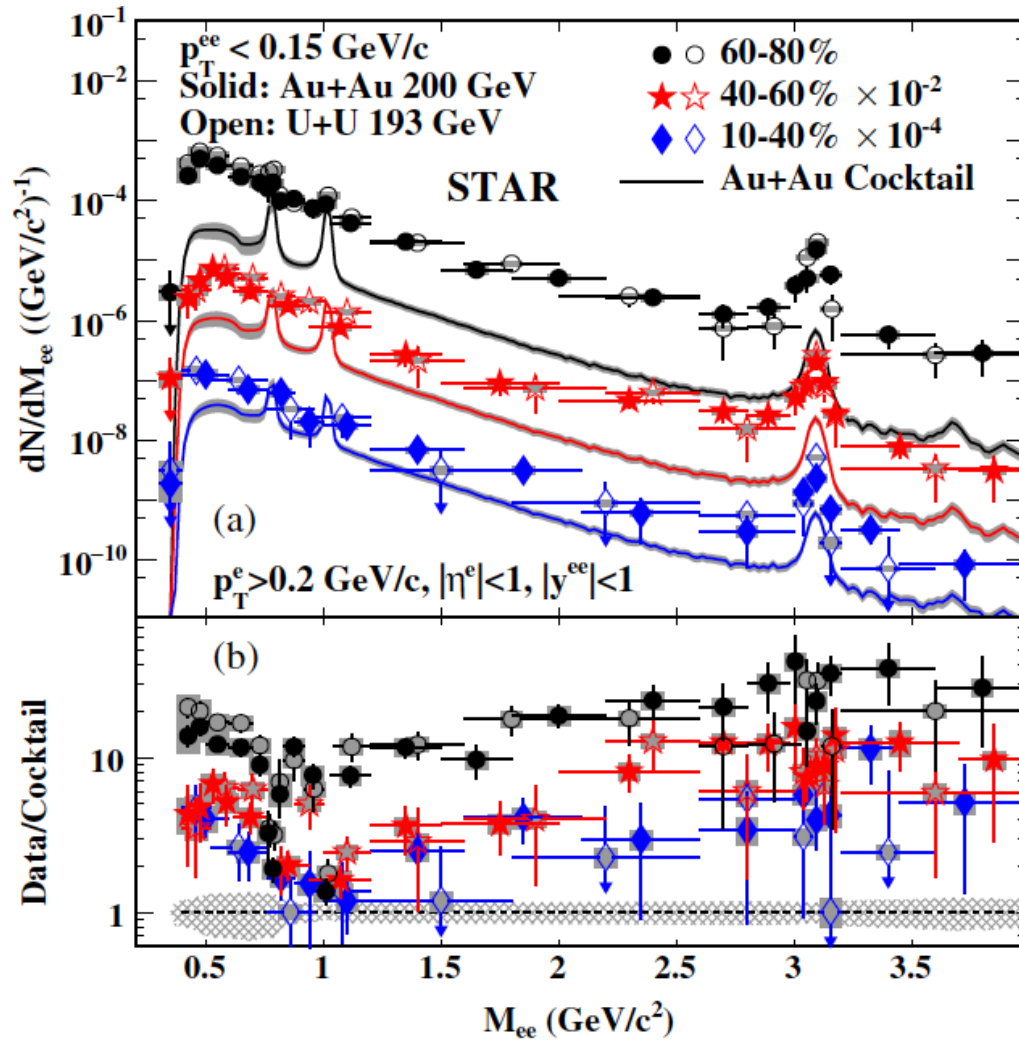 10⁻¹
10⁻²
10⁻⁴
10⁻⁶
10⁻⁸
10⁻¹⁰
dN/dM_ee ((GeV/c²)⁻¹)
p_T^ee < 0.15 GeV/c
Solid: Au+Au 200 GeV
Open: U+U 193 GeV
60-80%
40-60% × 10⁻²
10-40% × 10⁻⁴
Au+Au Cocktail
STAR
(a)
p_T^e>0.2 GeV/c, |η^e|<1, |y^ee|<1
(b)
Data/Cocktail
10
1
0.5 1 1.5 2 2.5 3 3.5
M_ee (GeV/c²)